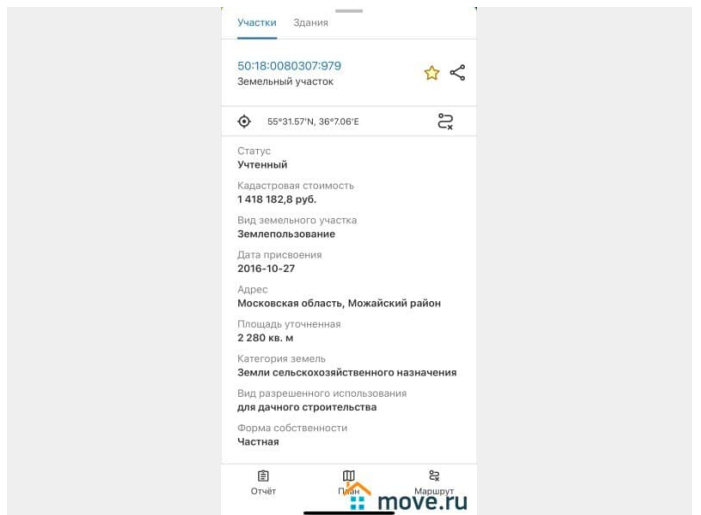 Участки Здания
50:18:0080307:979
Земельный участок
55°31.57'N, 36°7.06'E
Статус
Учтенный
Кадастровая стоимость
1 418 182,8 руб.
Вид земельного участка
Землепользование
Дата присвоения
2016-10-27
Адрес
Московская область, Можайский район
Площадь уточненная
2 280 кв. м
Категория земель
Земли сельскохозяйственного назначения
Вид разрешенного использования
для дачного строительства
Форма собственности
Частная
Отчёт План Маршрут
move.ru